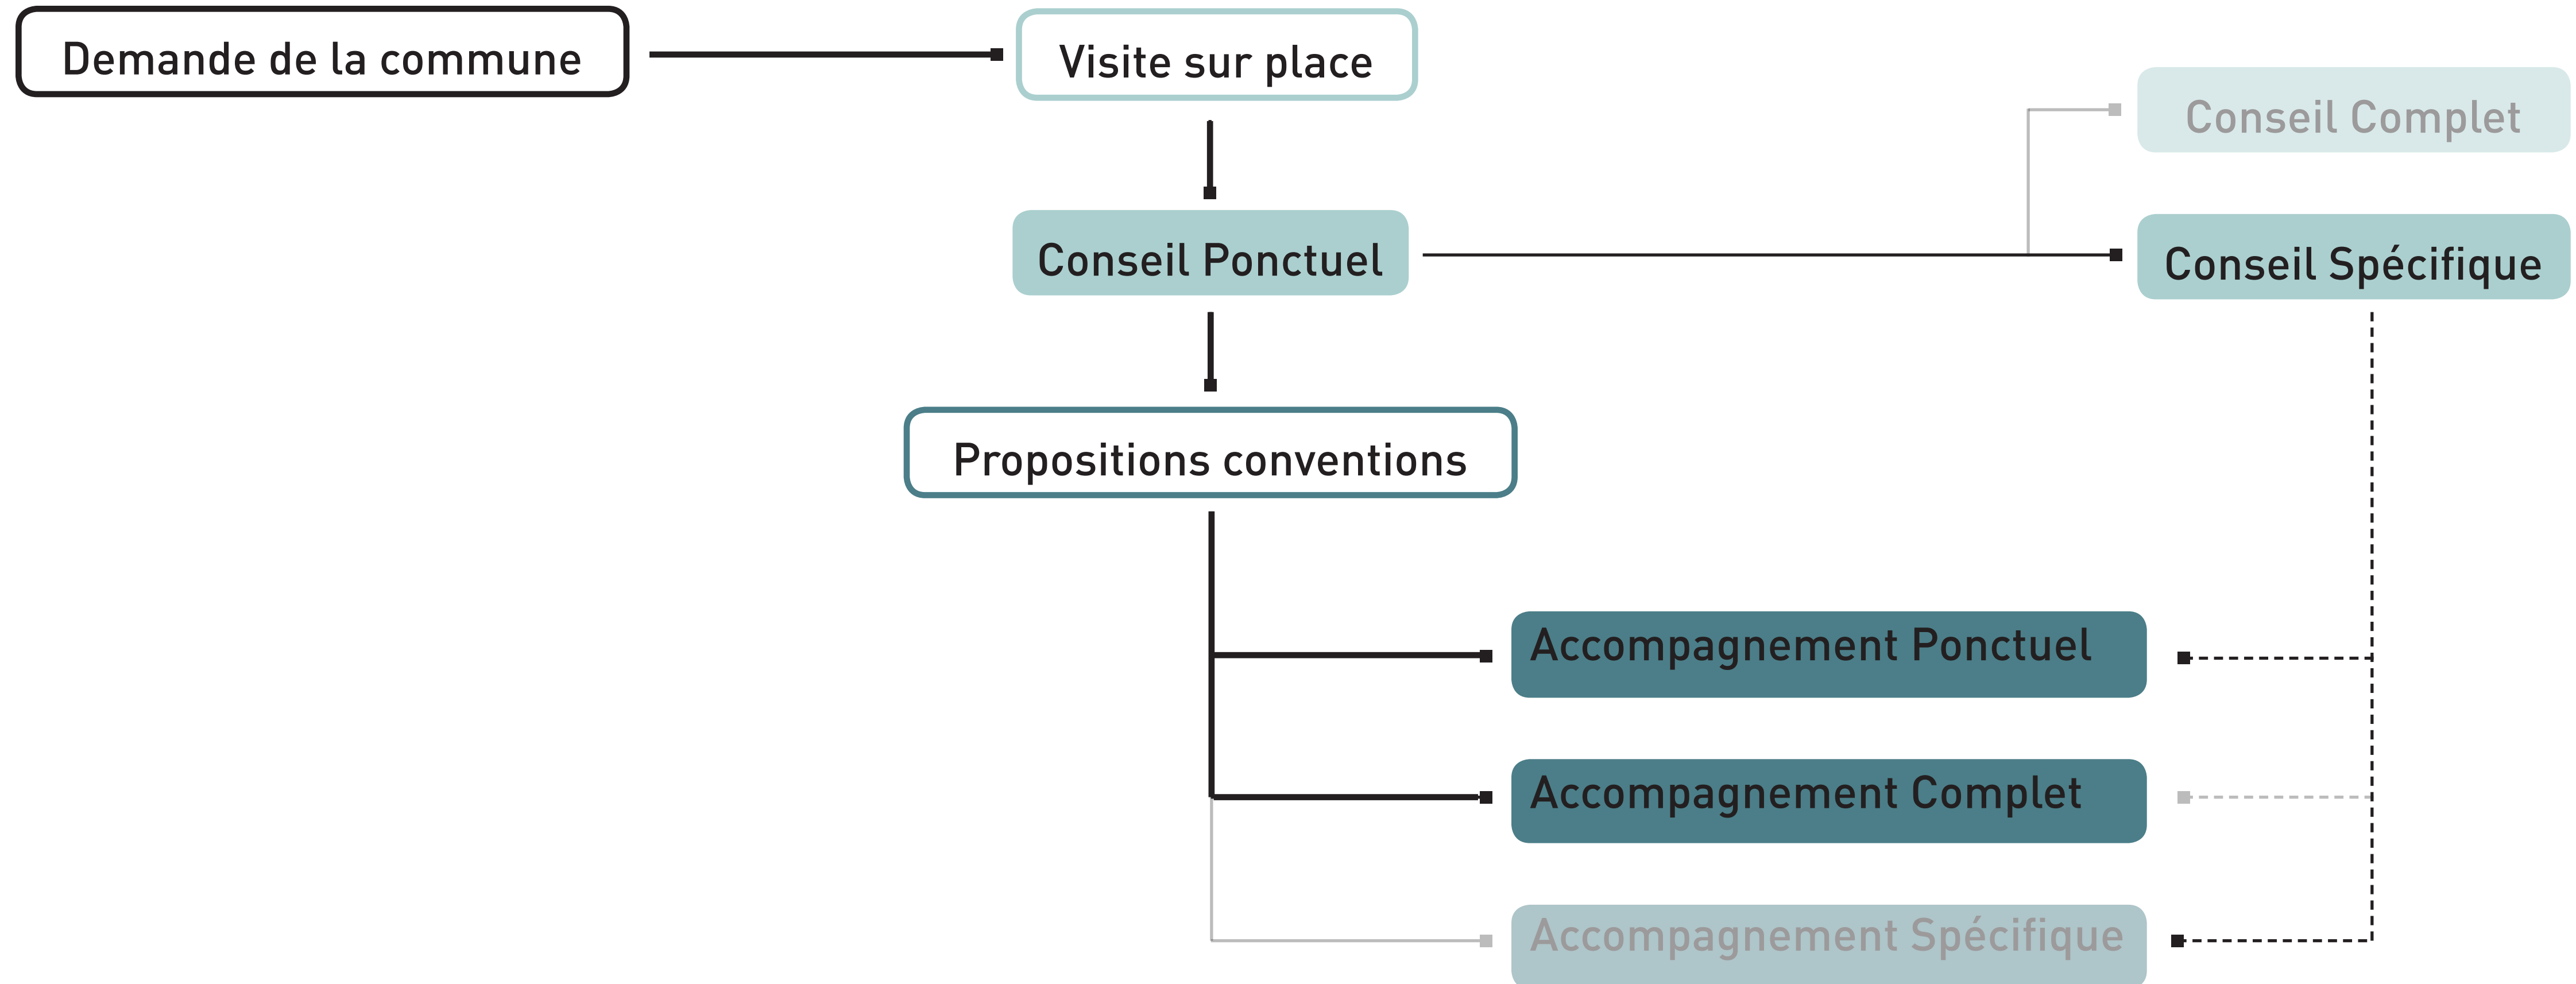 Demande de la commune
Visite sur place
Conseil Complet
Conseil Ponctuel
Conseil Spécifique
Propositions conventions
Accompagnement Ponctuel
Accompagnement Complet
Accompagnement Spécifique